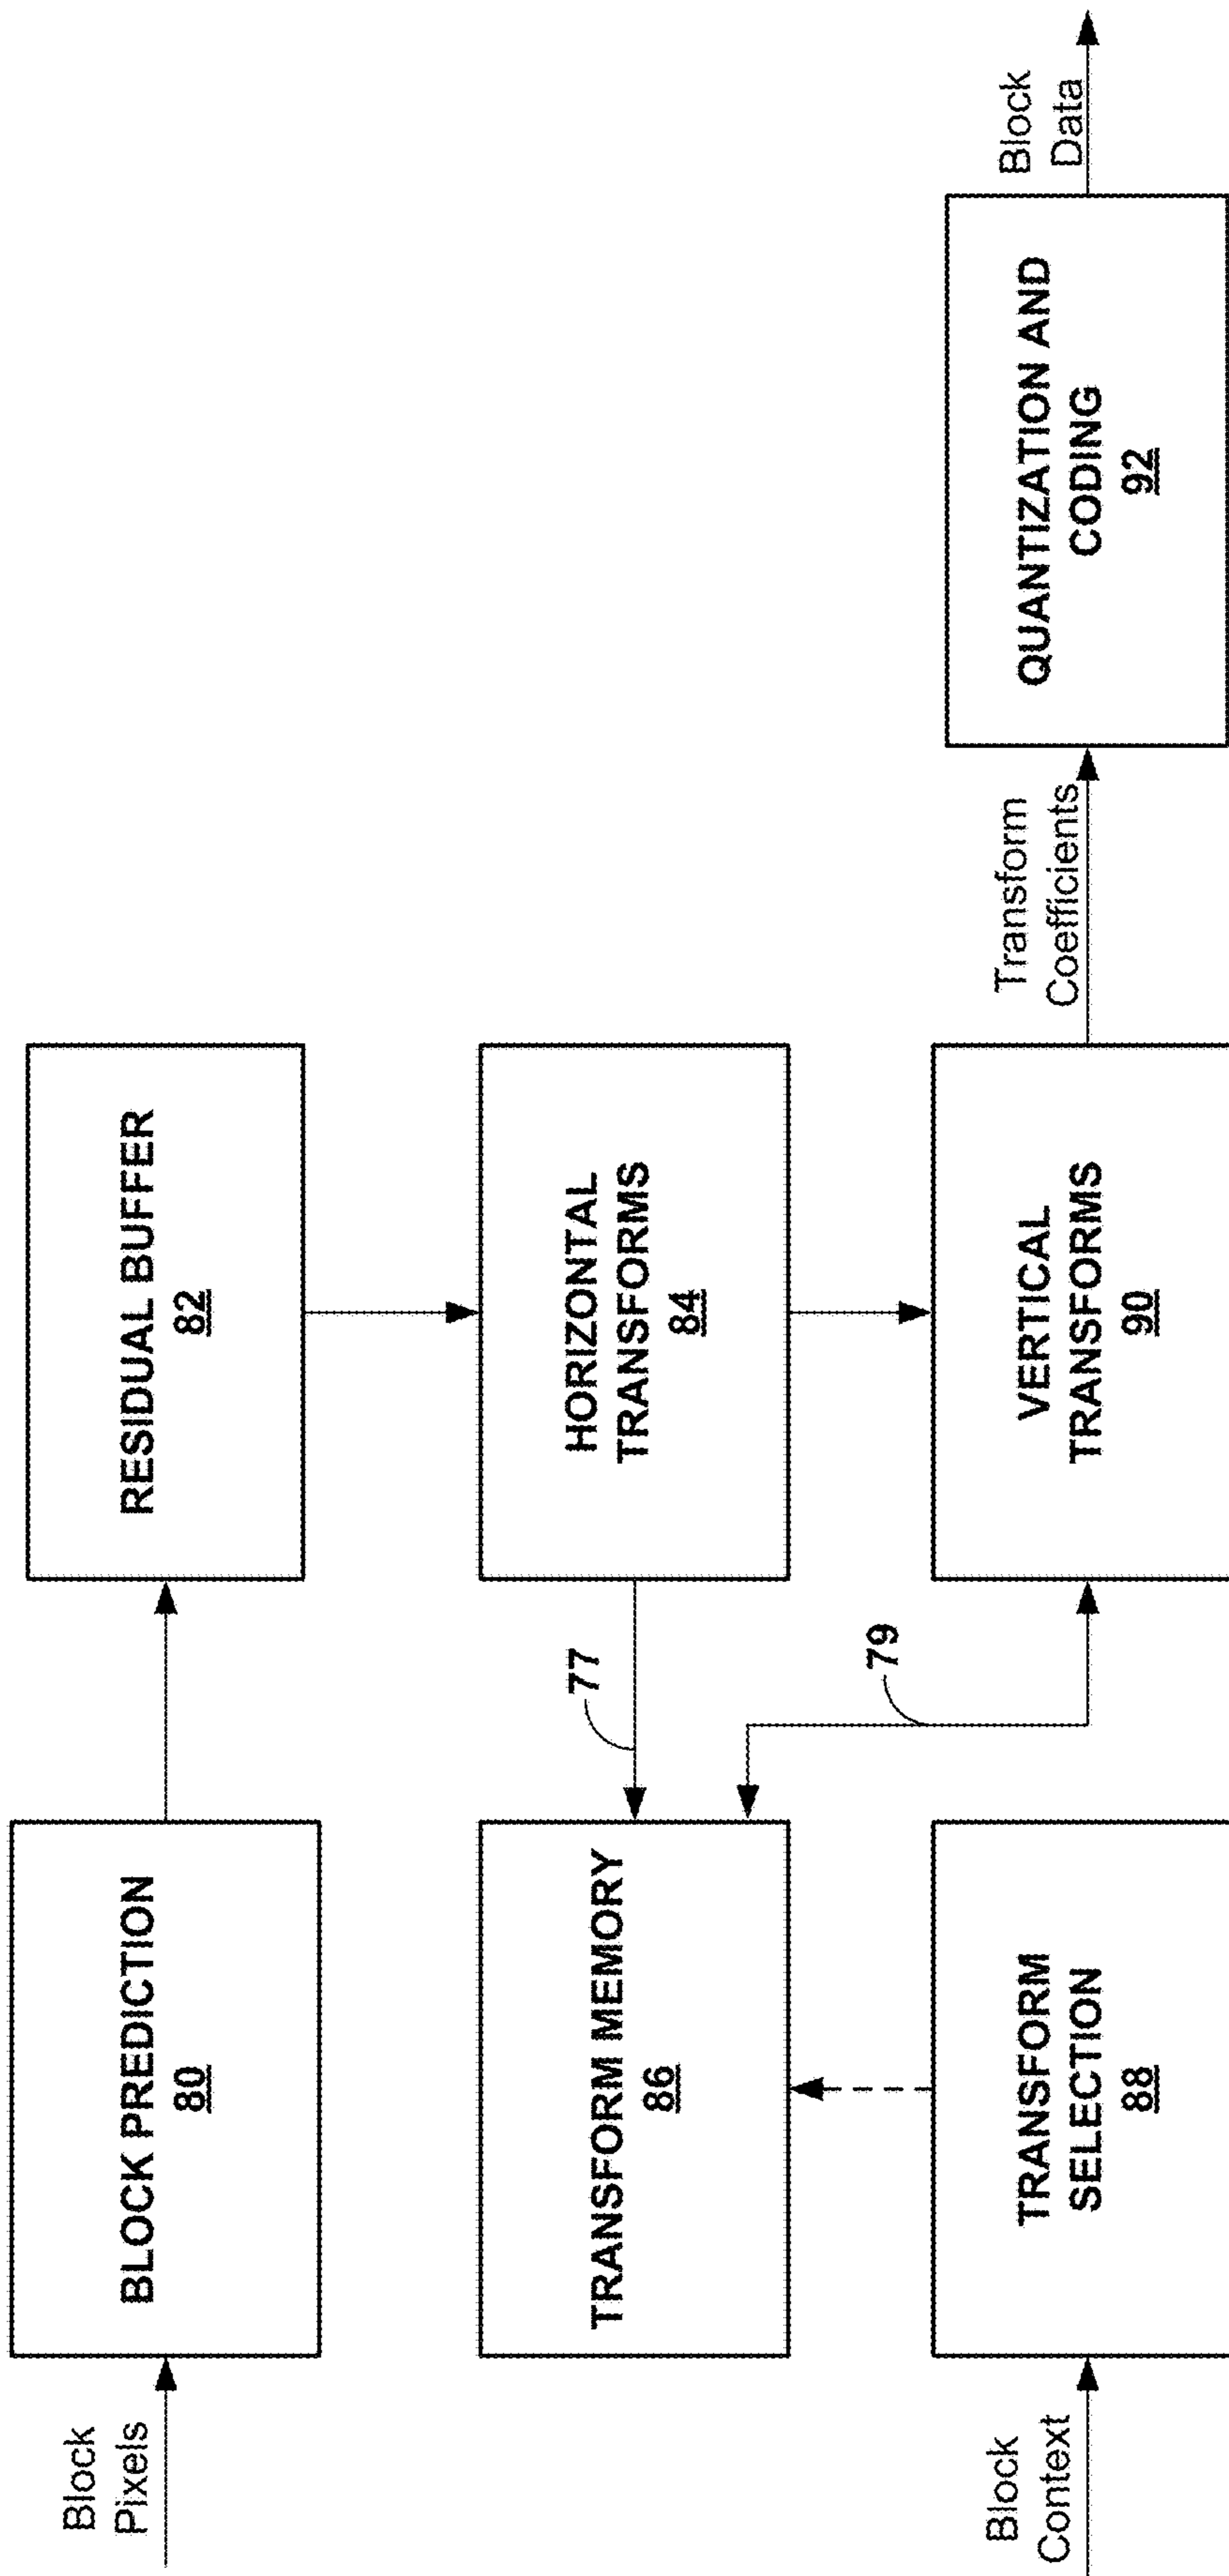 Block
Pixels
BLOCK PREDICTION
80
RESIDUAL BUFFER
82
TRANSFORM MEMORY
86
77
HORIZONTAL
TRANSFORMS
84
Block
Context
TRANSFORM
SELECTION
88
79
VERTICAL
TRANSFORMS
90
Transform
Coefficients
QUANTIZATION AND
CODING
92
Block
Data